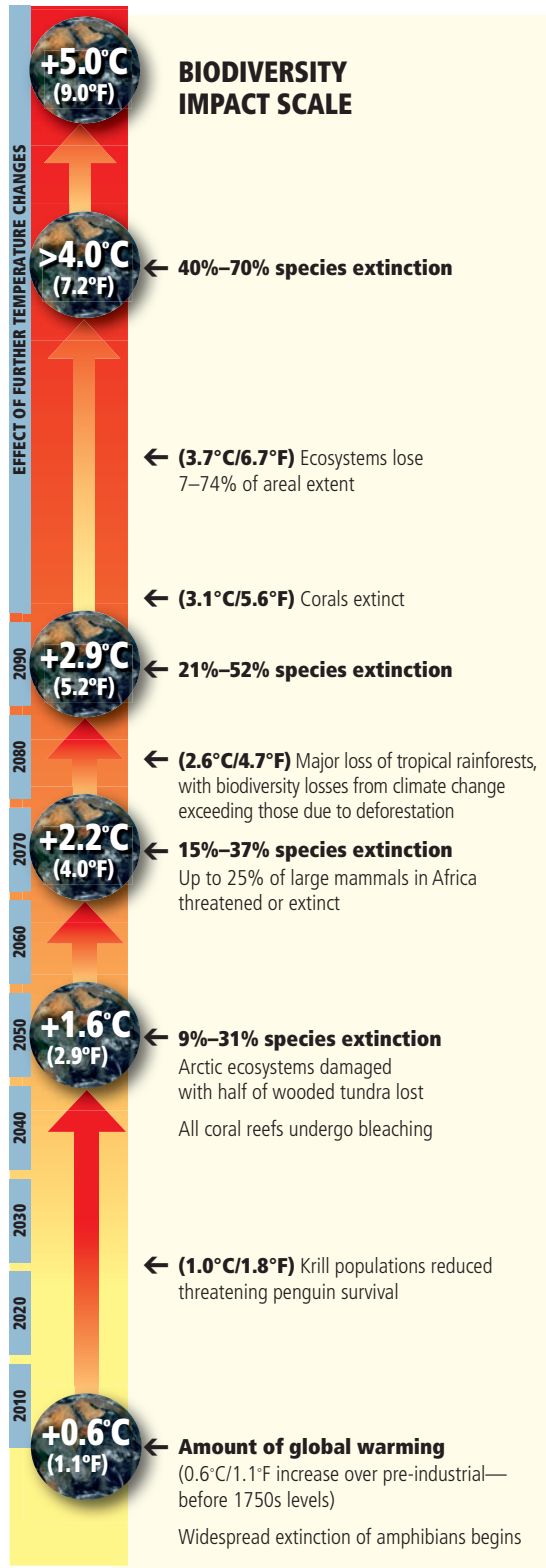 +5.0°C
(9.0°F)
BIODIVERSITY
IMPACT SCALE
EFFECT OF FURTHER TEMPERATURE CHANGES
>4.0°C
(7.2°F)
← 40%–70% species extinction
← (3.7°C/6.7°F) Ecosystems lose
7–74% of areal extent
← (3.1°C/5.6°F) Corals extinct
2090
+2.9°C
(5.2°F)
← 21%–52% species extinction
2080
← (2.6°C/4.7°F) Major loss of tropical rainforests,
with biodiversity losses from climate change
exceeding those due to deforestation
2070
+2.2°C
(4.0°F)
← 15%–37% species extinction
Up to 25% of large mammals in Africa
threatened or extinct
2060
2050
+1.6°C
(2.9°F)
← 9%–31% species extinction
Arctic ecosystems damaged
with half of wooded tundra lost
All coral reefs undergo bleaching
2040
2030
← (1.0°C/1.8°F) Krill populations reduced
threatening penguin survival
2020
2010
+0.6°C
(1.1°F)
← Amount of global warming
(0.6°C/1.1°F increase over pre-industrial—
before 1750s levels)
Widespread extinction of amphibians begins